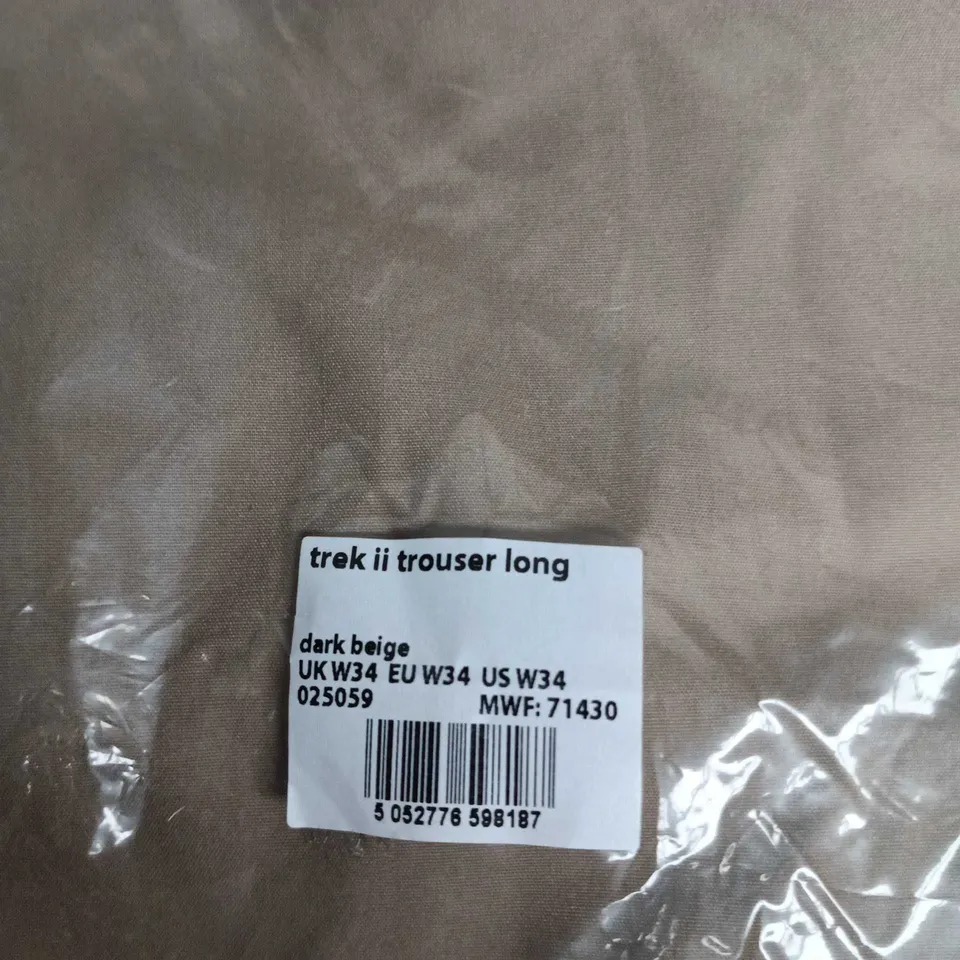 trek ii trouser long
dark beige
UK W34 EU W34 US W34
025059 MWF: 71430
5 052776 598187